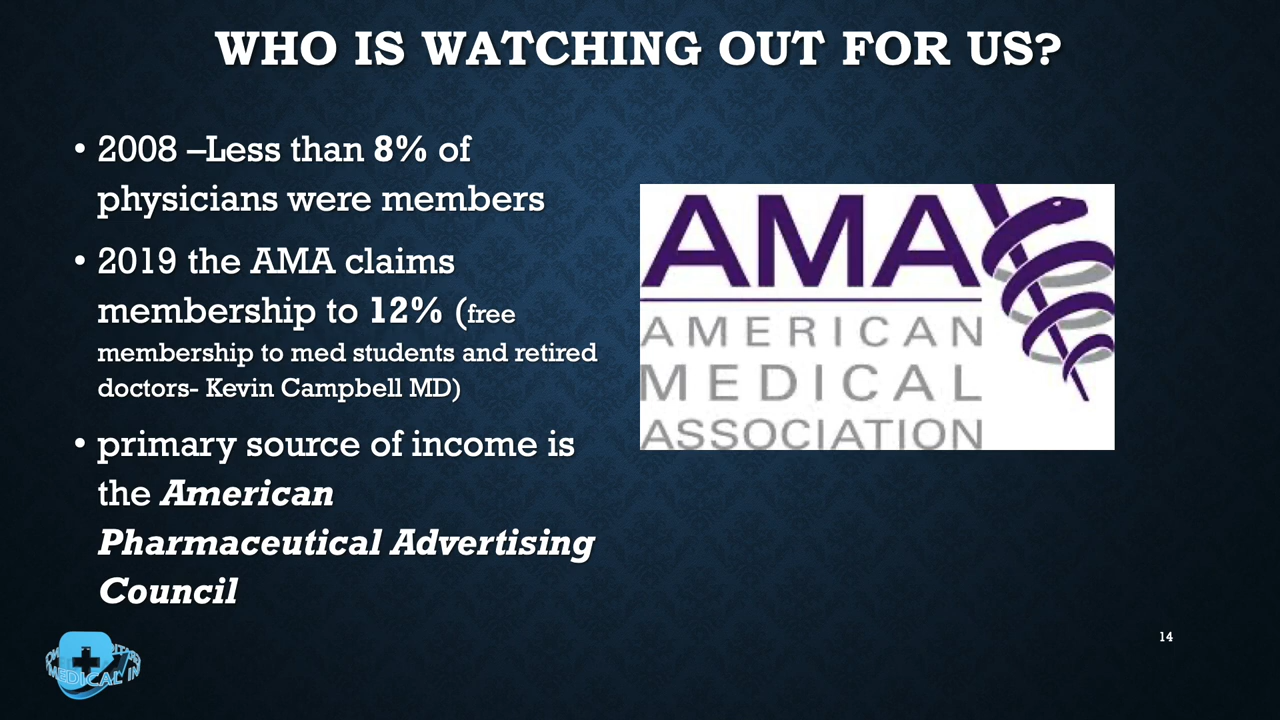 WHO IS WATCHING OUT FOR US?
• 2008 –Less than 8% of
physicians were members
• 2019 the AMA claims
membership to 12% (free
membership to med students and retired
doctors- Kevin Campbell MD)
• primary source of income is
the American
Pharmaceutical Advertising
Council
AMA
AMERICAN
MEDICAL
ASSOCIATION
14
MEDICAL